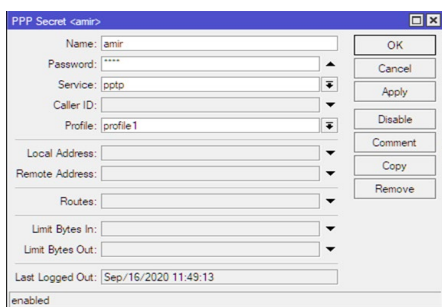 PPP Secret <amir>
Name: amir OK
Password: **** Cancel
Service: pptp Apply
Caller ID:
Profile: profile1 Disable
Comment
Local Address: Copy
Remote Address: Remove
Routes:
Limit Bytes In:
Limit Bytes Out:
Last Logged Out: Sep/16/2020 11:49:13
enabled